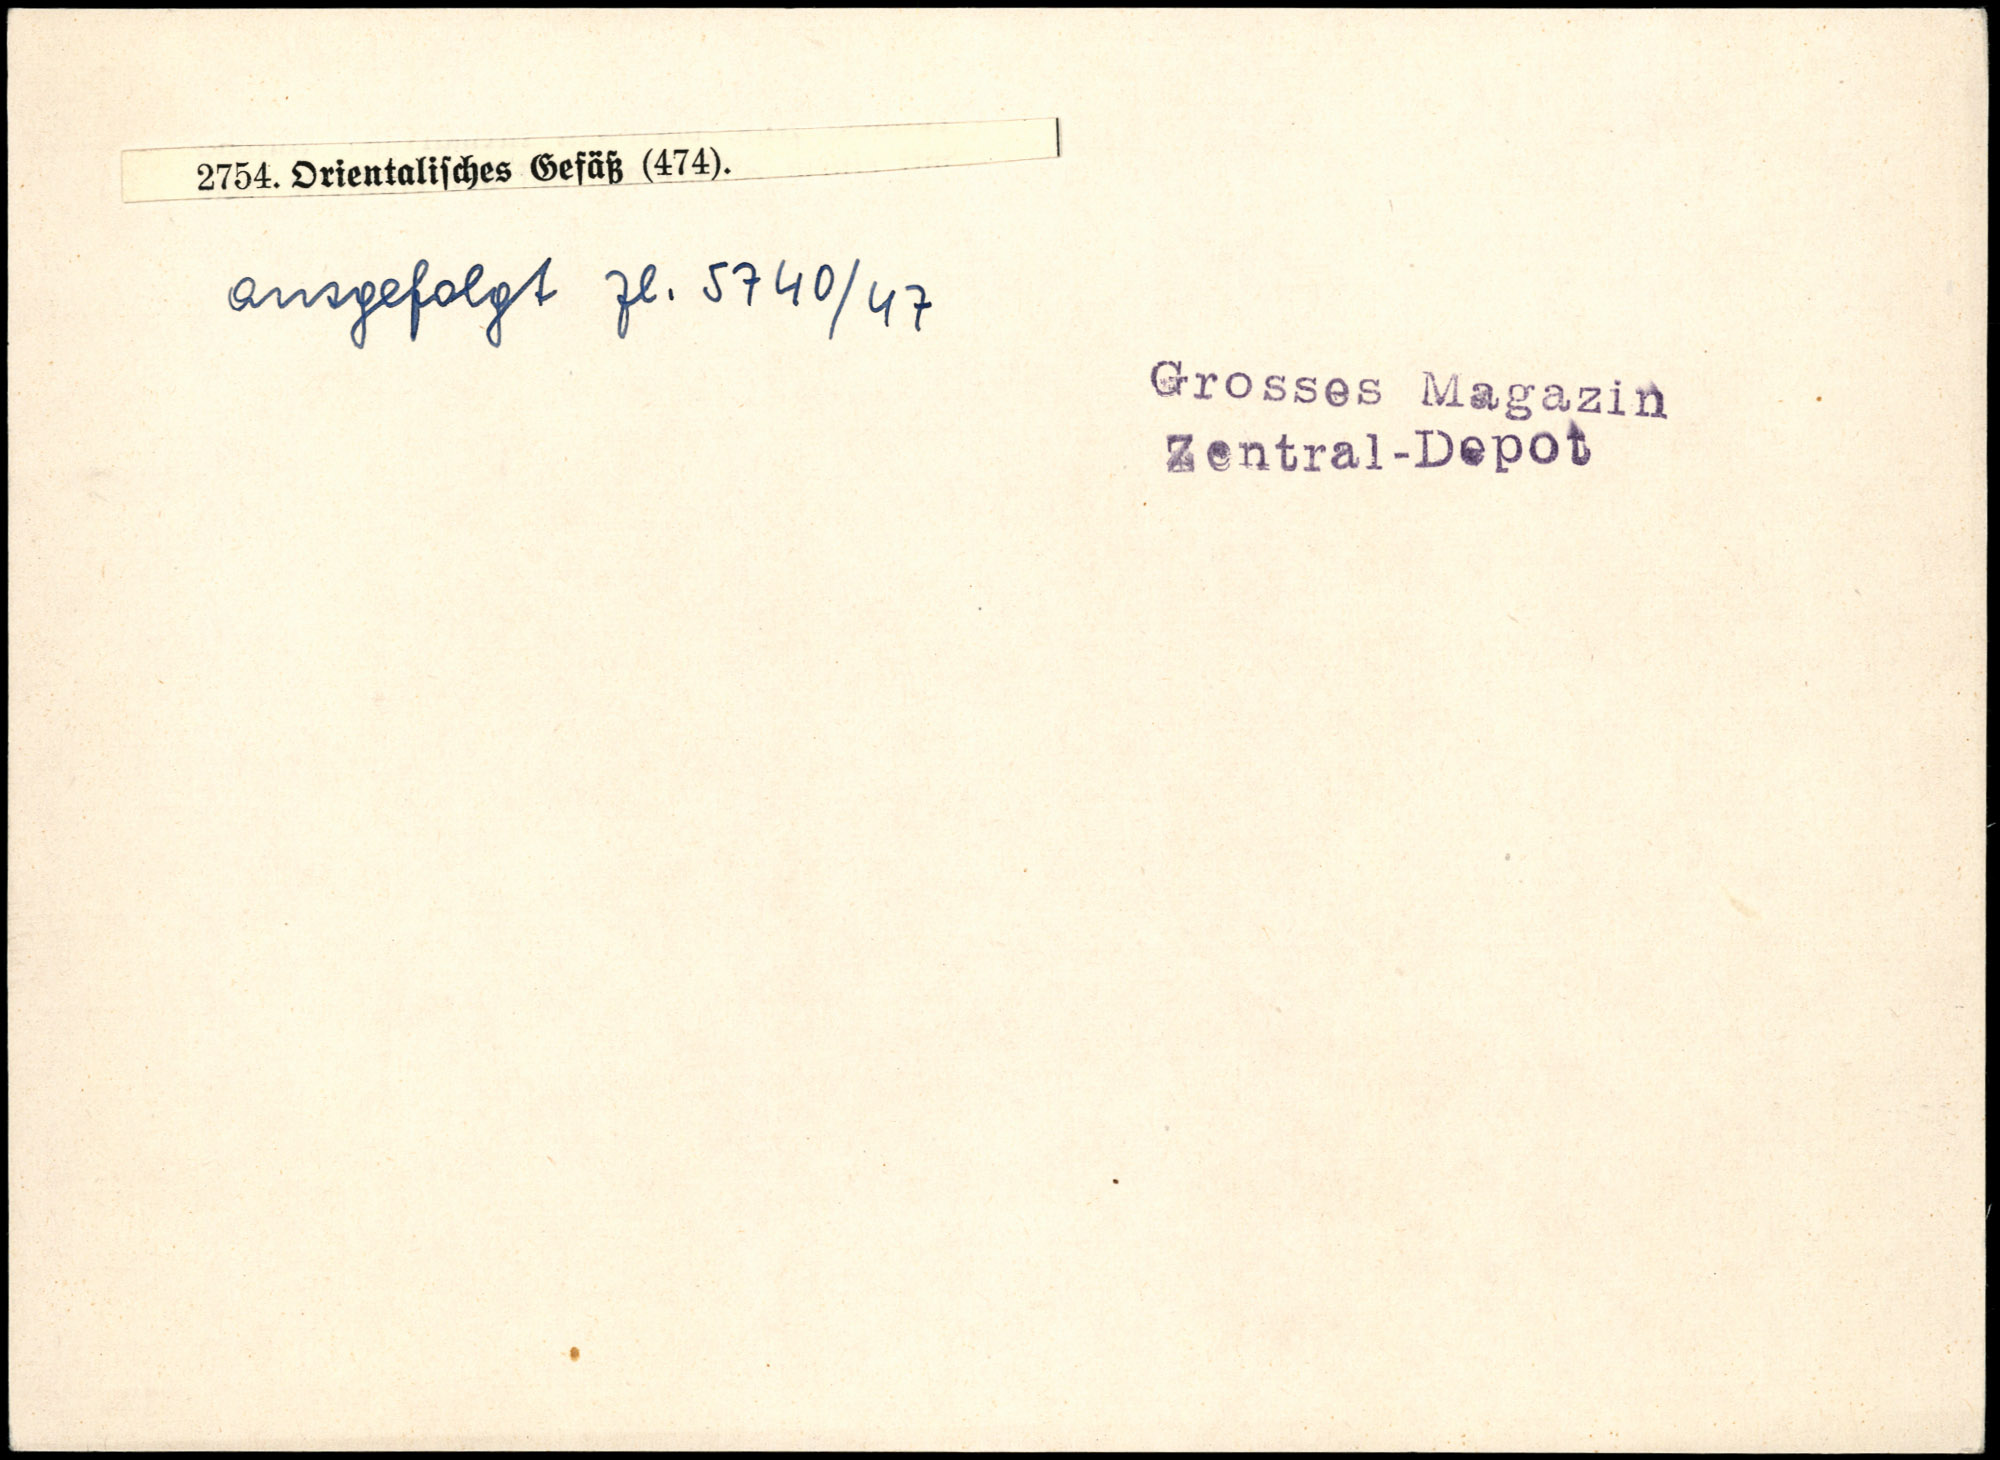 2754. Orientalisches Gefäß (474).
ausgefolgt Zl. 5740/47
Grosses Magazin
Zentral-Depot